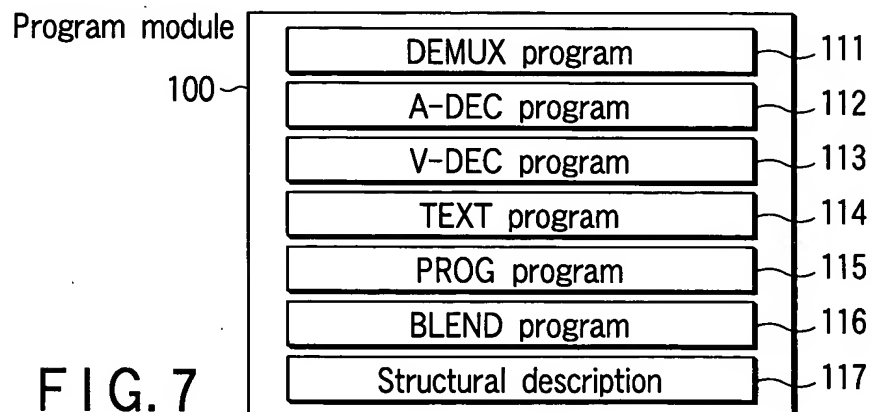 Program module
100
DEMUX program 111
A-DEC program 112
V-DEC program 113
TEXT program 114
PROG program 115
BLEND program 116
Structural description 117
FIG. 7